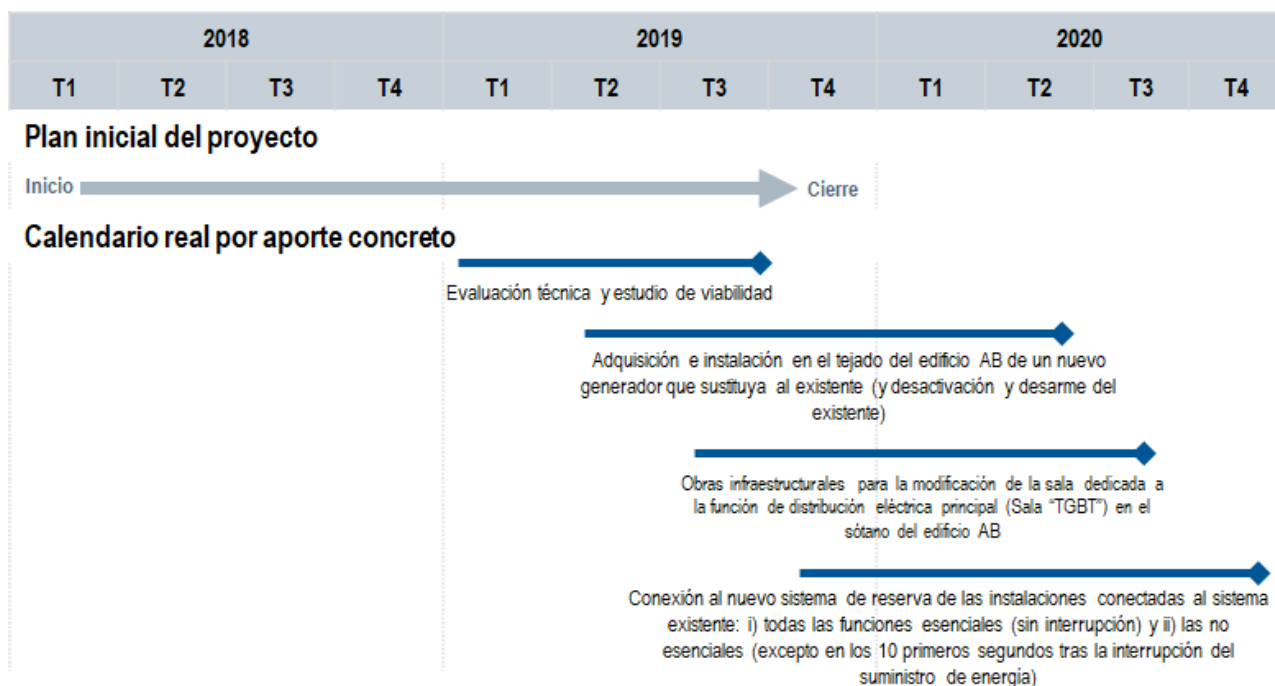 2018 2019 2020
T1 T2 T3 T4 T1 T2 T3 T4 T1 T2 T3 T4
Plan inicial del proyecto
Inicio Cierre
Calendario real por aporte concreto
Evaluación técnica y estudio de viabilidad
Adquisición e instalación en el tejado del edificio AB de un nuevo
generador que sustituya al existente (y desactivación y desarme del
existente)
Obras infraestructurales para la modificación de la sala dedicada a
la función de distribución eléctrica principal (Sala "TGBT") en el
sótano del edificio AB
Conexión al nuevo sistema de reserva de las instalaciones conectadas al sistema
existente: i) todas las funciones esenciales (sin interrupción) y ii) las no
esenciales (excepto en los 10 primeros segundos tras la interrupción del
suministro de energía)